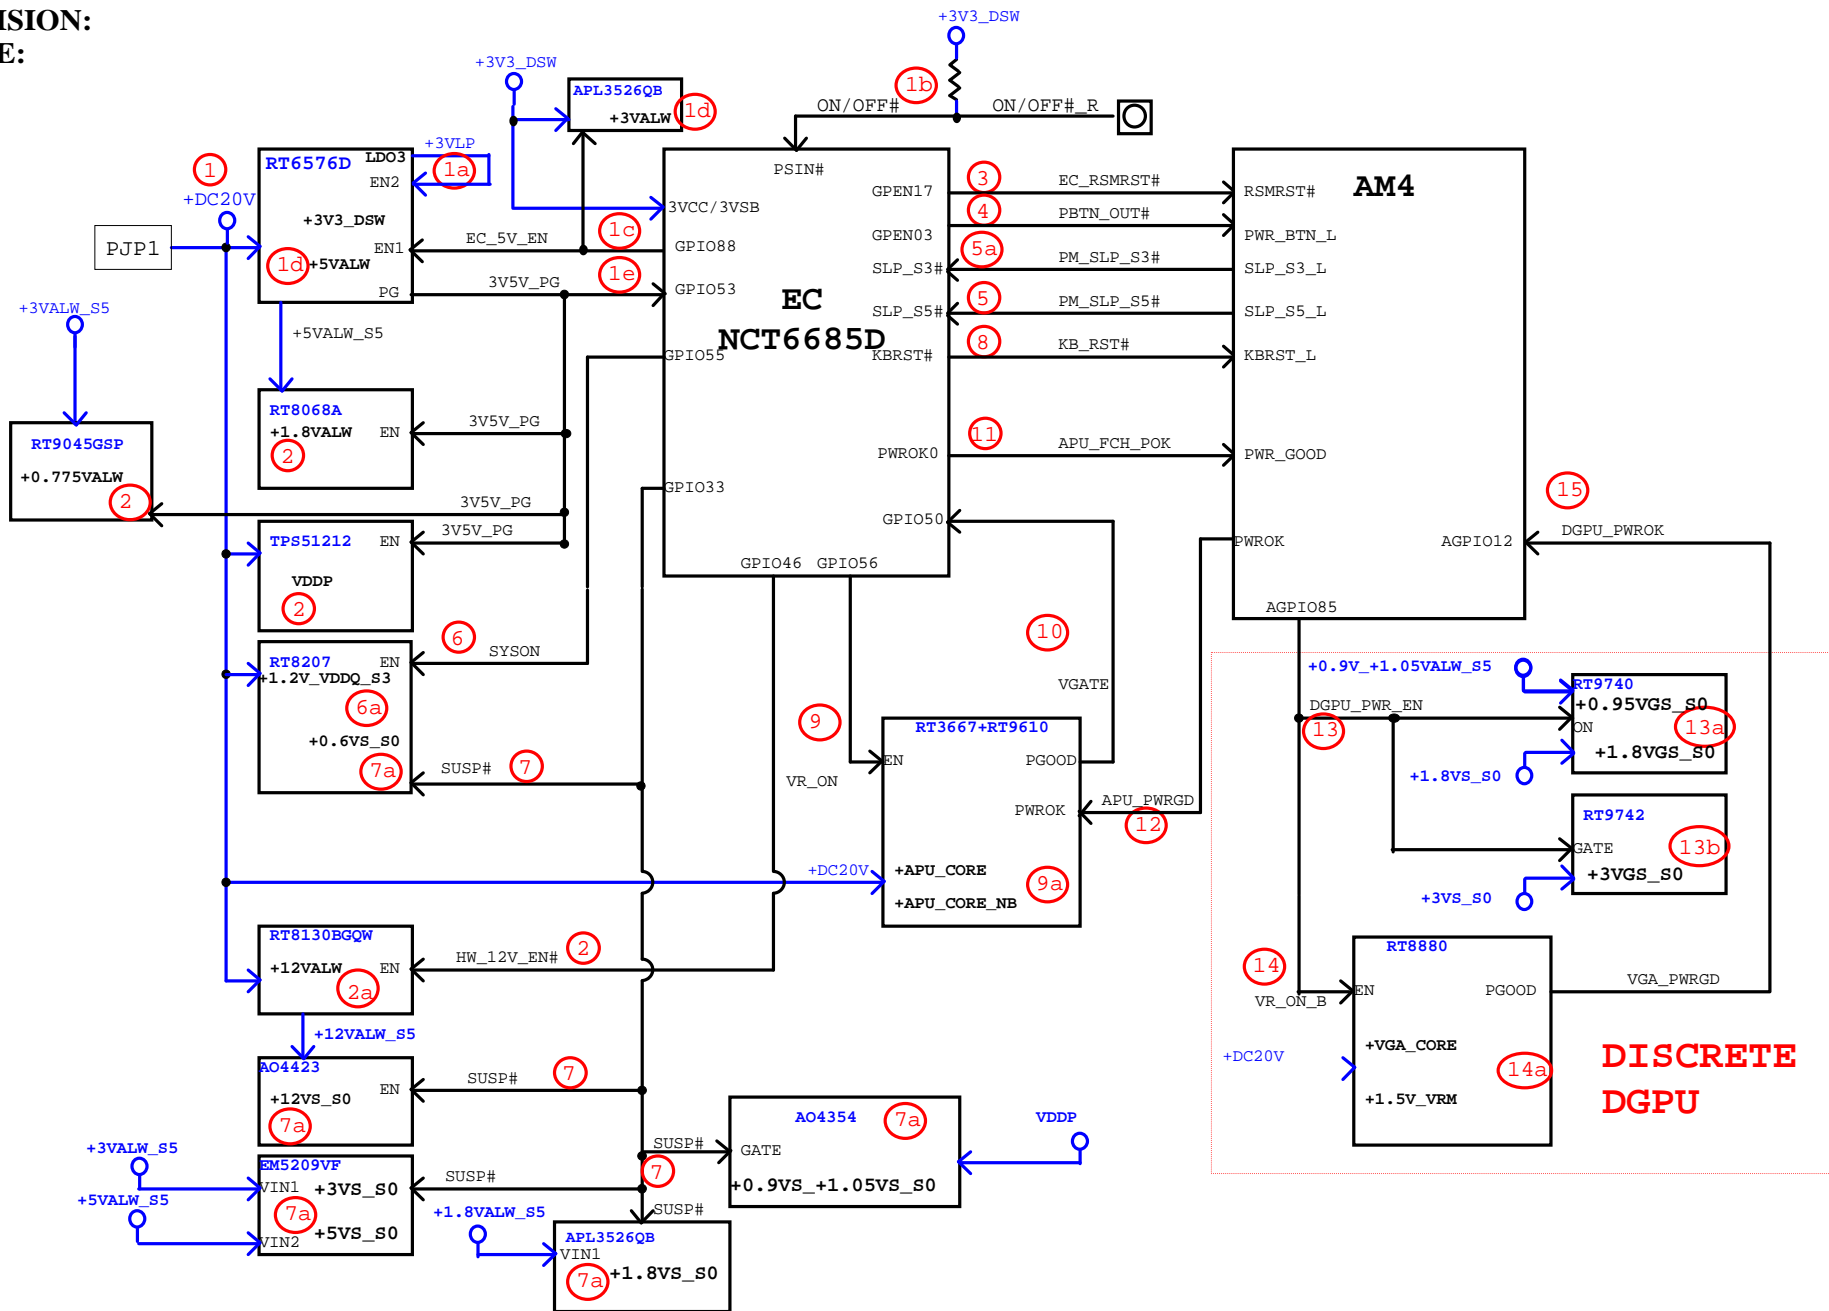 ISION:
E:
+3V3_DSW
+3V3_DSW
APL3526QB
+3VALW
1d
1b
ON/OFF#
ON/OFF#_R
1
+DC20V
PJP1
RT6576D
LDO3
+3VLP
1a
EN2
+3V3_DSW
EN1
1d
+5VALW
PG
EC_5V_EN
1c
1e
3V5V_PG
+5VALW_S5
+3VALW_S5
PSIN#
3VCC/3VSB
GPIO88
GPIO53
GPIO55
GPIO33
GPIO46
GPIO56
EC
NCT6685D
GPEN17
GPEN03
SLP_S3#
SLP_S5#
KBRST#
PWROK0
GPIO50
3
EC_RSMRST#
4
PBTN_OUT#
5a
PM_SLP_S3#
5
PM_SLP_S5#
8
KB_RST#
11
APU_FCH_POK
AM4
RSMRST#
PWR_BTN_L
SLP_S3_L
SLP_S5_L
KBRST_L
PWR_GOOD
PWROK
AGPIO12
AGPIO85
15
DGPU_PWROK
RT8068A
+1.8VALW
EN
2
3V5V_PG
RT9045GSP
+0.775VALW
2
3V5V_PG
TPS51212
EN
3V5V_PG
VDDP
2
RT8207
EN
+1.2V_VDDQ_S3
6a
+0.6VS_S0
7a
6
SYSON
SUSP#
7
9
VR_ON
10
VGATE
RT3667+RT9610
EN
PGOOD
PWROK
+APU_CORE
9a
+APU_CORE_NB
+DC20V
APU_PWRGD
12
+0.9V_+1.05VALW_S5
RT9740
+0.95VGS_S0
ON
13a
+1.8VGS_S0
DGPU_PWR_EN
13
+1.8VS_S0
RT9742
GATE
13b
+3VGS_S0
+3VS_S0
RT8880
14
VR_ON_B
EN
PGOOD
VGA_PWRGD
+VGA_CORE
14a
+1.5V_VRM
+DC20V
DISCRETE
DGPU
RT8130BGQW
+12VALW
EN
2a
HW_12V_EN#
2
+12VALW_S5
AO4423
EN
+12VS_S0
7a
SUSP#
7
+3VALW_S5
+5VALW_S5
EM5209VF
VIN1
+3VS_S0
7a
+5VS_S0
VIN2
SUSP#
SUSP#
7
AO4354
7a
GATE
+0.9VS_+1.05VS_S0
VDDP
SUSP#
+1.8VALW_S5
APL3526QB
VIN1
7a
+1.8VS_S0